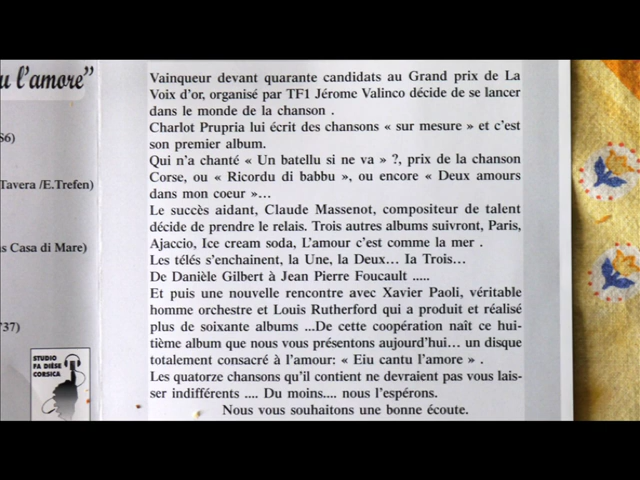 u l'amore”
S6)
Tavera /E.Trefen)
as Casa di Mare)
'37)
STUDIO
FA DIÈSE
CORSICA
Vainqueur devant quarante candidats au Grand prix de La
Voix d'or, organisé par TF1 Jérome Valinco décide de se lancer
dans le monde de la chanson .
Charlot Prupria lui écrit des chansons « sur mesure » et c'est
son premier album.
Qui n'a chanté « Un batellu si ne va » ?, prix de la chanson
Corse, ou « Ricordu di babbu », ou encore « Deux amours
dans mon coeur »…
Le succès aidant, Claude Massenot, compositeur de talent
décide de prendre le relais. Trois autres albums suivront, Paris,
Ajaccio, Ice cream soda, L'amour c'est comme la mer .
Les télés s'enchainent, la Une, la Deux… Ia Trois…
De Danièle Gilbert à Jean Pierre Foucault .....
Et puis une nouvelle rencontre avec Xavier Paoli, véritable
homme orchestre et Louis Rutherford qui a produit et réalisé
plus de soixante albums ...De cette coopération naît ce hui-
tième album que nous vous présentons aujourd'hui… un disque
totalement consacré à l'amour: « Eiu cantu l'amore » .
Les quatorze chansons qu'il contient ne devraient pas vous lais-
ser indifférents .... Du moins.... nous l'espérons.
Nous vous souhaitons une bonne écoute.